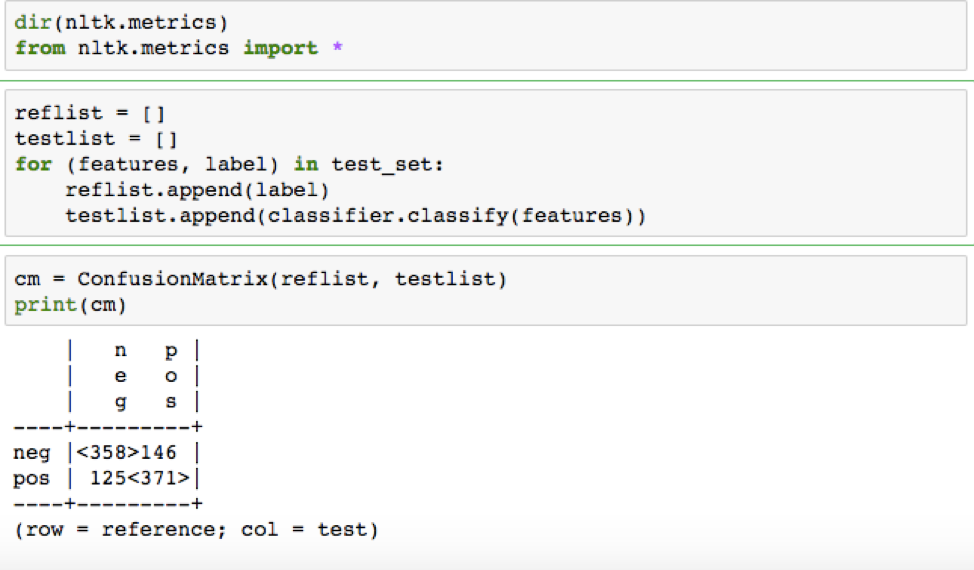 dir(nltk.metrics)
from nltk.metrics import *
reflist = []
testlist = []
for (features, label) in test_set:
    reflist.append(label)
    testlist.append(classifier.classify(features))
cm = ConfusionMatrix(reflist, testlist)
print(cm)
    |   n   p |
    |   e   o |
    |   g   s |
----+---------+
neg |<358>146 |
pos | 125<371>|
----+---------+
(row = reference; col = test)